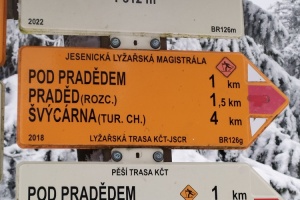 1312 m
2022 BR126m
JESENICKÁ LYŽAŘSKÁ MAGISTRÁLA
POD PRADĚDEM 1 km
PRADĚD (ROZC.) 1,5 km
ŠVÝCÁRNA (TUR. CH.) 4 km
2018 LYŽAŘSKÁ TRASA KČT-JSCR BR126g
PĚŠÍ TRASA KČT
POD PRADĚDEM 1 km